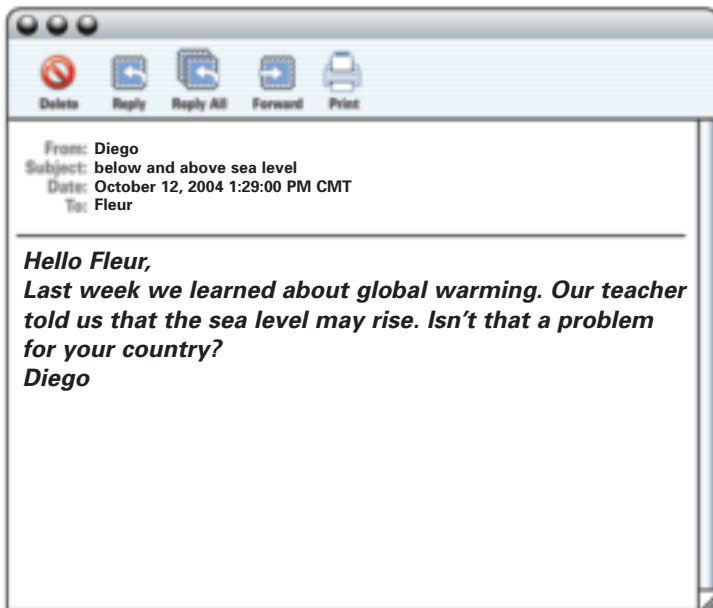 Delete Reply Reply All Forward Print
From: Diego
Subject: below and above sea level
Date: October 12, 2004 1:29:00 PM CMT
To: Fleur
Hello Fleur,
Last week we learned about global warming. Our teacher
told us that the sea level may rise. Isn't that a problem
for your country?
Diego